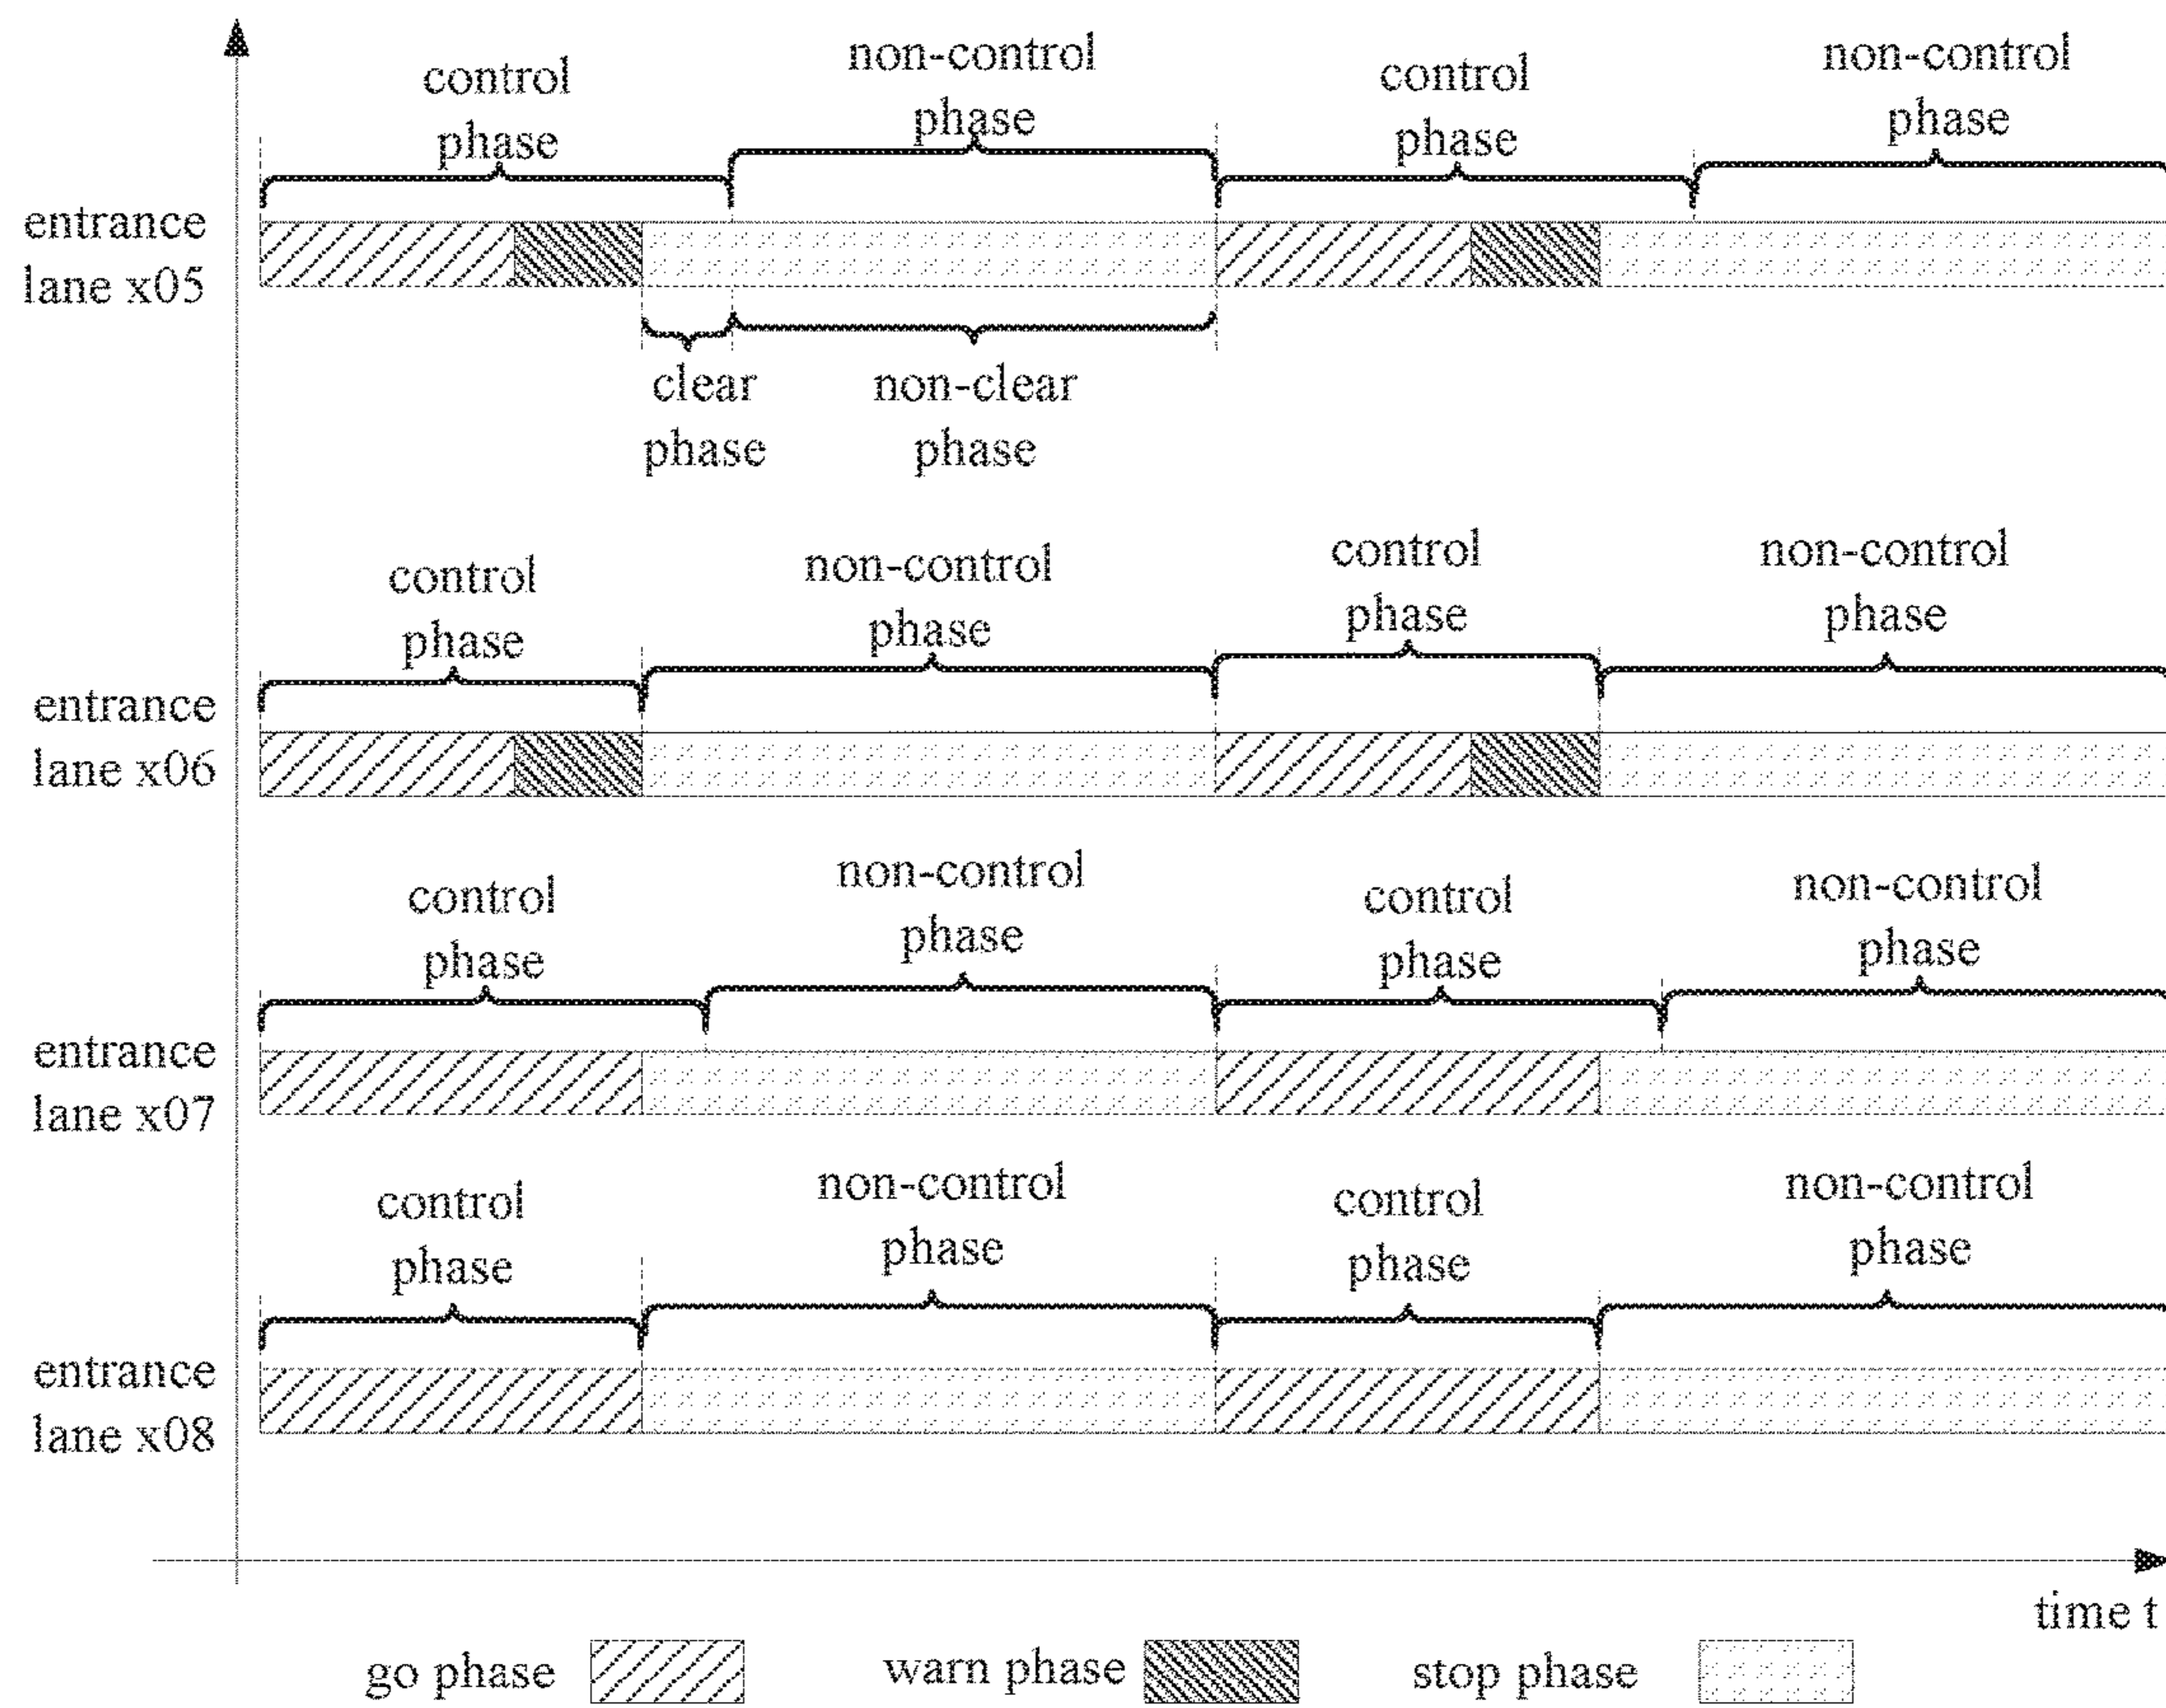 control
phase
non-control
phase
control
phase
non-control
phase
entrance
lane x05
clear
phase
non-clear
phase
control
phase
non-control
phase
control
phase
non-control
phase
entrance
lane x06
control
phase
non-control
phase
control
phase
non-control
phase
entrance
lane x07
control
phase
non-control
phase
control
phase
non-control
phase
entrance
lane x08
time t
go phase
warn phase
stop phase